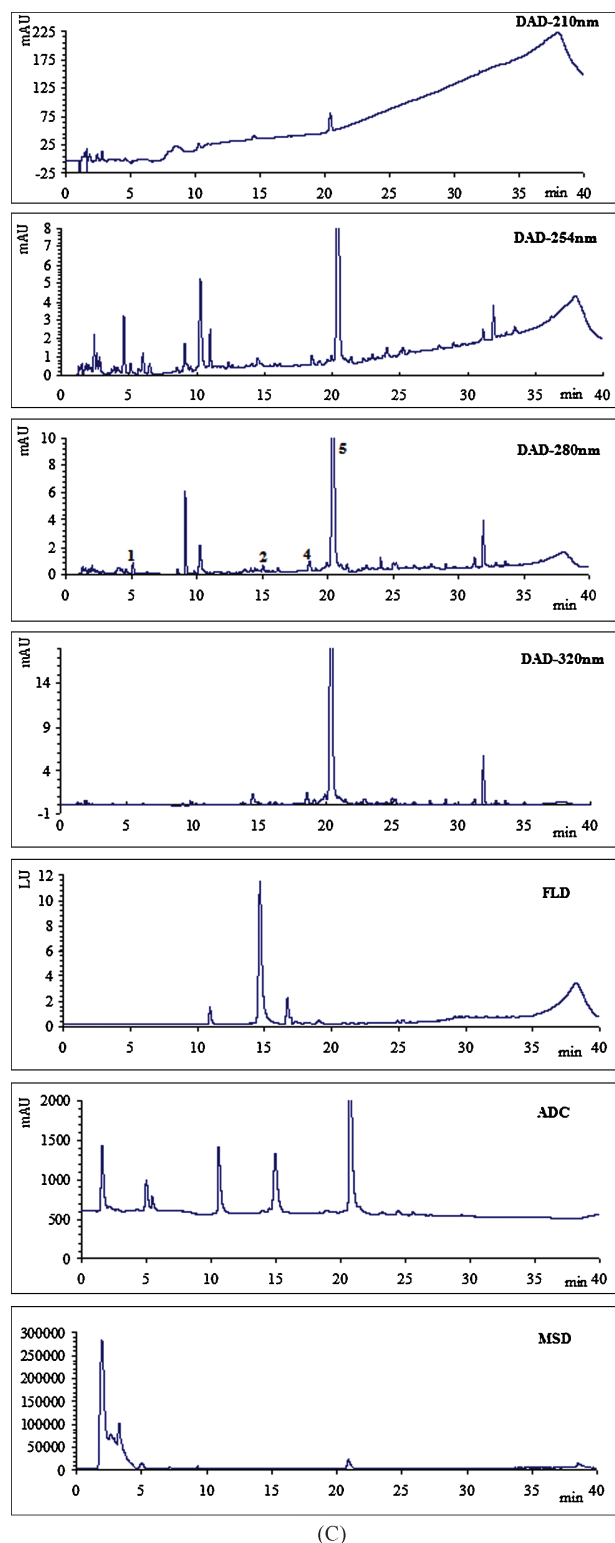 DAD-210nm
mAU
225
175
125
75
25
-25
0 5 10 15 20 25 30 35 40
min
DAD-254nm
mAU
8
7
6
5
4
3
2
1
0
0 5 10 15 20 25 30 35 40
min
DAD-280nm
mAU
10
8
6
4
2
0
1 2 4 5
0 5 10 15 20 25 30 35 40
min
DAD-320nm
mAU
14
9
4
-1
0 5 10 15 20 25 30 35 40
min
FLD
LU
12
10
8
6
4
2
0
0 5 10 15 20 25 30 35 40
min
ADC
mAU
2000
1500
1000
500
0
0 5 10 15 20 25 30 35 40
min
MSD
300000
250000
200000
150000
100000
50000
0
0 5 10 15 20 25 30 35 40
min
(C)